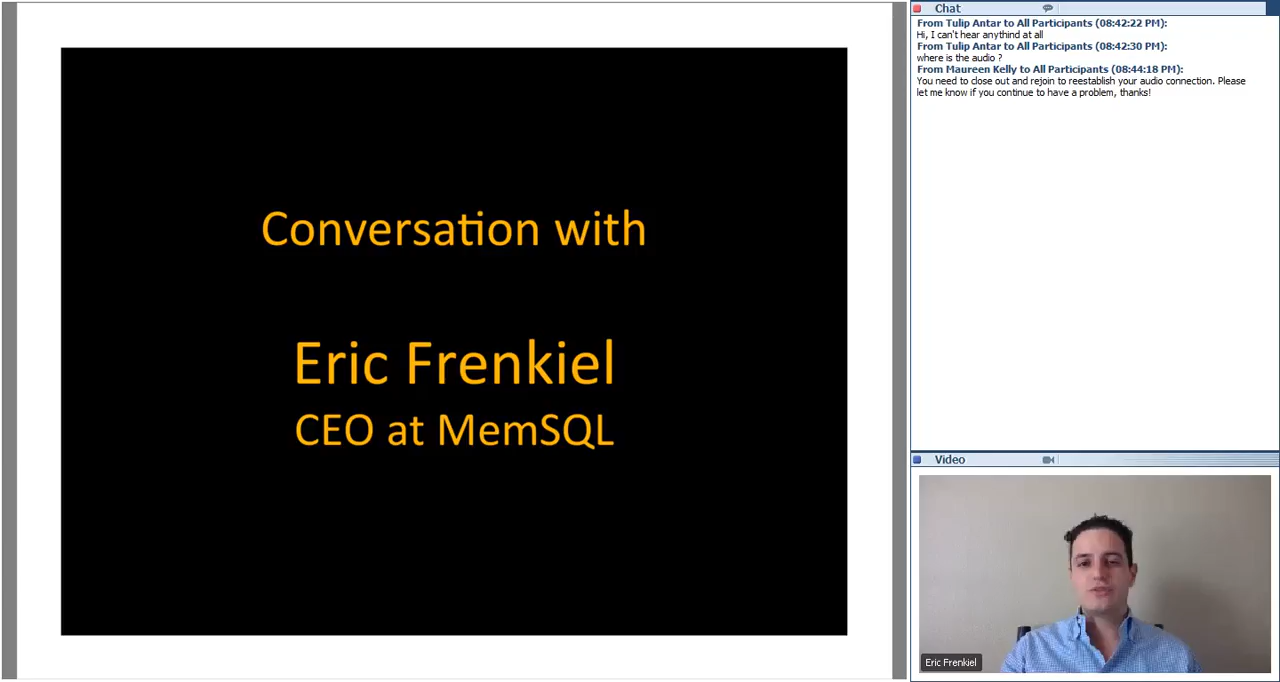 Conversation with
Eric Frenkiel
CEO at MemSQL
Chat
From Tulip Antar to All Participants (08:42:22 PM):
Hi, I can't hear anythind at all
From Tulip Antar to All Participants (08:42:30 PM):
where is the audio ?
From Maureen Kelly to All Participants (08:44:18 PM):
You need to close out and rejoin to reestablish your audio connection. Please
let me know if you continue to have a problem, thanks!
Video
Eric Frenkiel